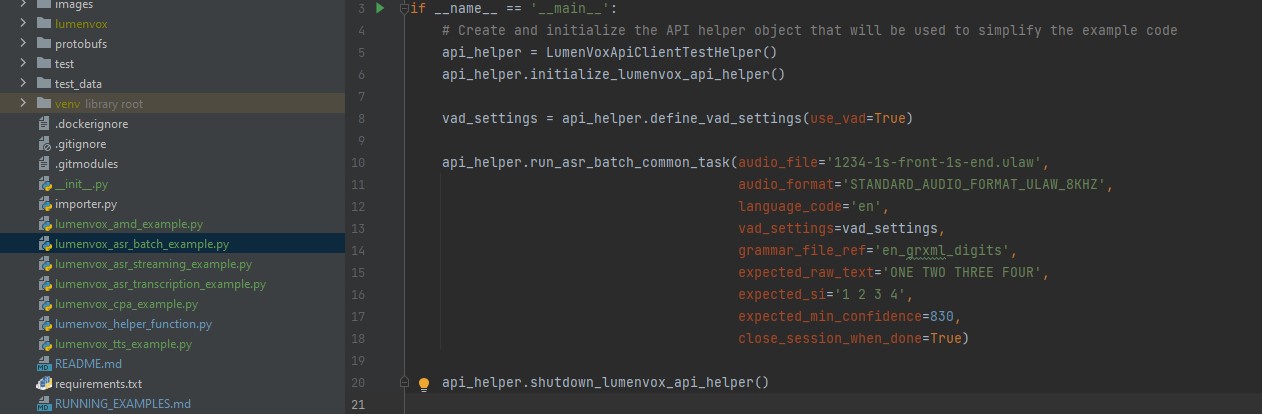 images
lumenvox
protobufs
test
test_data
venv library root
.dockerignore
.gitignore
.gitmodules
__init__.py
importer.py
lumenvox_amd_example.py
lumenvox_asr_batch_example.py
lumenvox_asr_streaming_example.py
lumenvox_asr_transcription_example.py
lumenvox_cpa_example.py
lumenvox_helper_function.py
lumenvox_tts_example.py
README.md
requirements.txt
RUNNING_EXAMPLES.md
3 if __name__ == '__main__':
4 # Create and initialize the API helper object that will be used to simplify the example code
5 api_helper = LumenVoxApiClientTestHelper()
6 api_helper.initialize_lumenvox_api_helper()
7
8 vad_settings = api_helper.define_vad_settings(use_vad=True)
9
10 api_helper.run_asr_batch_common_task(audio_file='1234-1s-front-1s-end.ulaw',
11 audio_format='STANDARD_AUDIO_FORMAT_ULAW_8KHZ',
12 language_code='en',
13 vad_settings=vad_settings,
14 grammar_file_ref='en_grxml_digits',
15 expected_raw_text='ONE TWO THREE FOUR',
16 expected_si='1 2 3 4',
17 expected_min_confidence=830,
18 close_session_when_done=True)
19
20 api_helper.shutdown_lumenvox_api_helper()
21